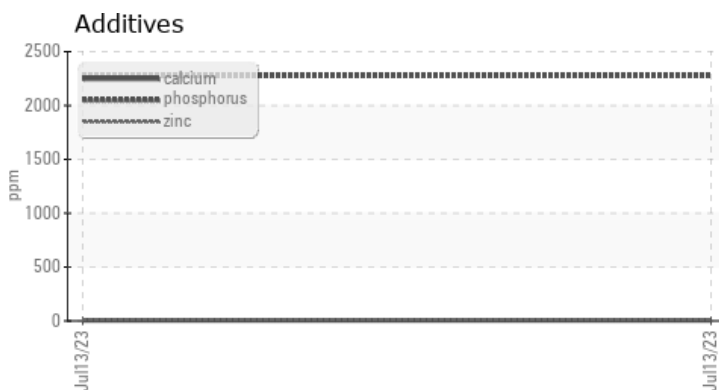 Additives
2500
calcium
phosphorus
2000
zinc
1500
ppm
1000
500
0
Jul13/23
Jul13/23